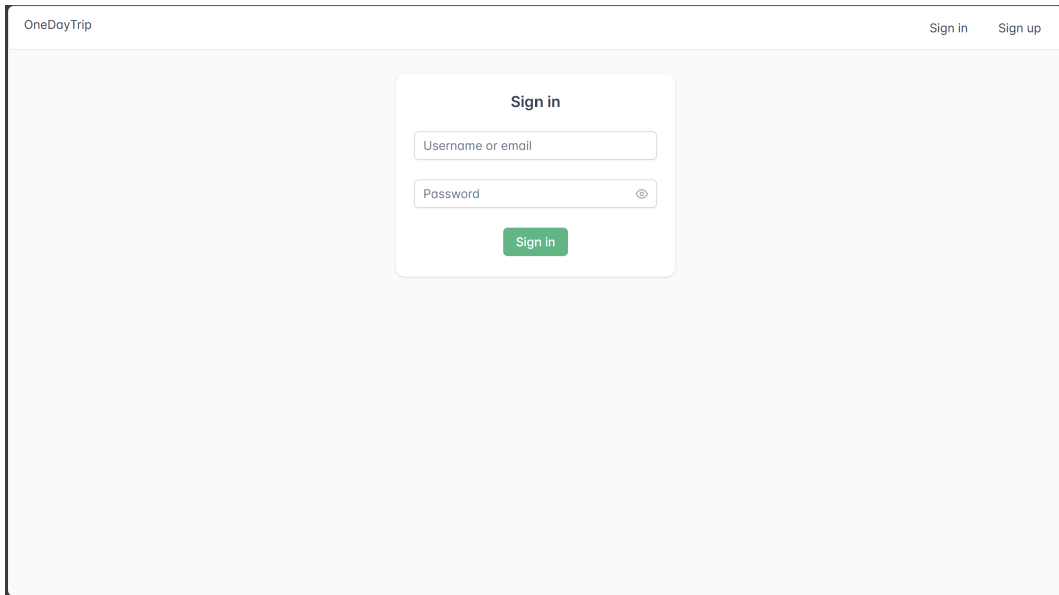 OneDayTrip
Sign in
Sign up
Sign in
Username or email
Password
Sign in